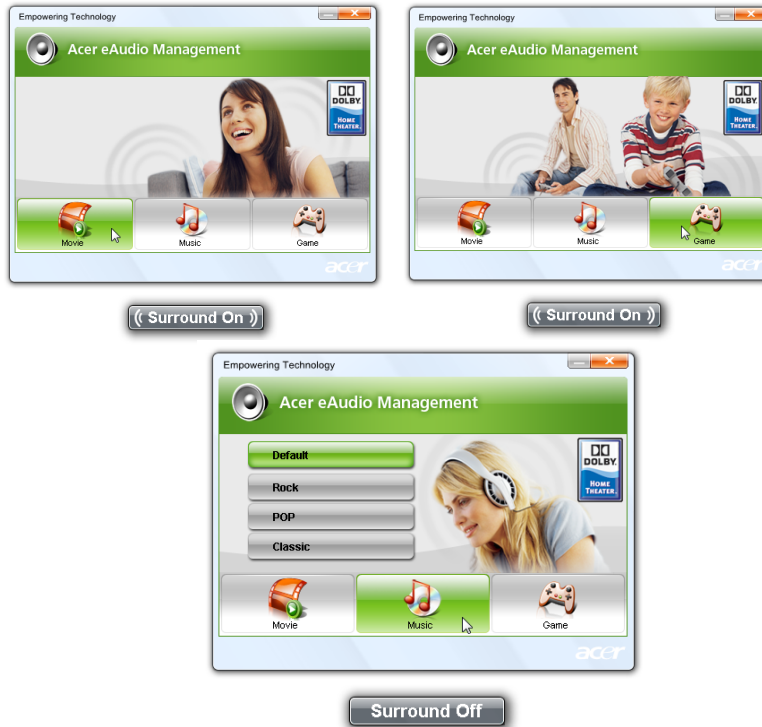 Empowering Technology
Acer eAudio Management
DOLBY
HOME
THEATER
Movie
Music
Game
acer
(( Surround On ))
Empowering Technology
Acer eAudio Management
DOLBY
HOME
THEATER
Movie
Music
Game
acer
(( Surround On ))
Empowering Technology
Acer eAudio Management
Default
Rock
POP
Classic
DOLBY
HOME
THEATER
Movie
Music
Game
acer
Surround Off